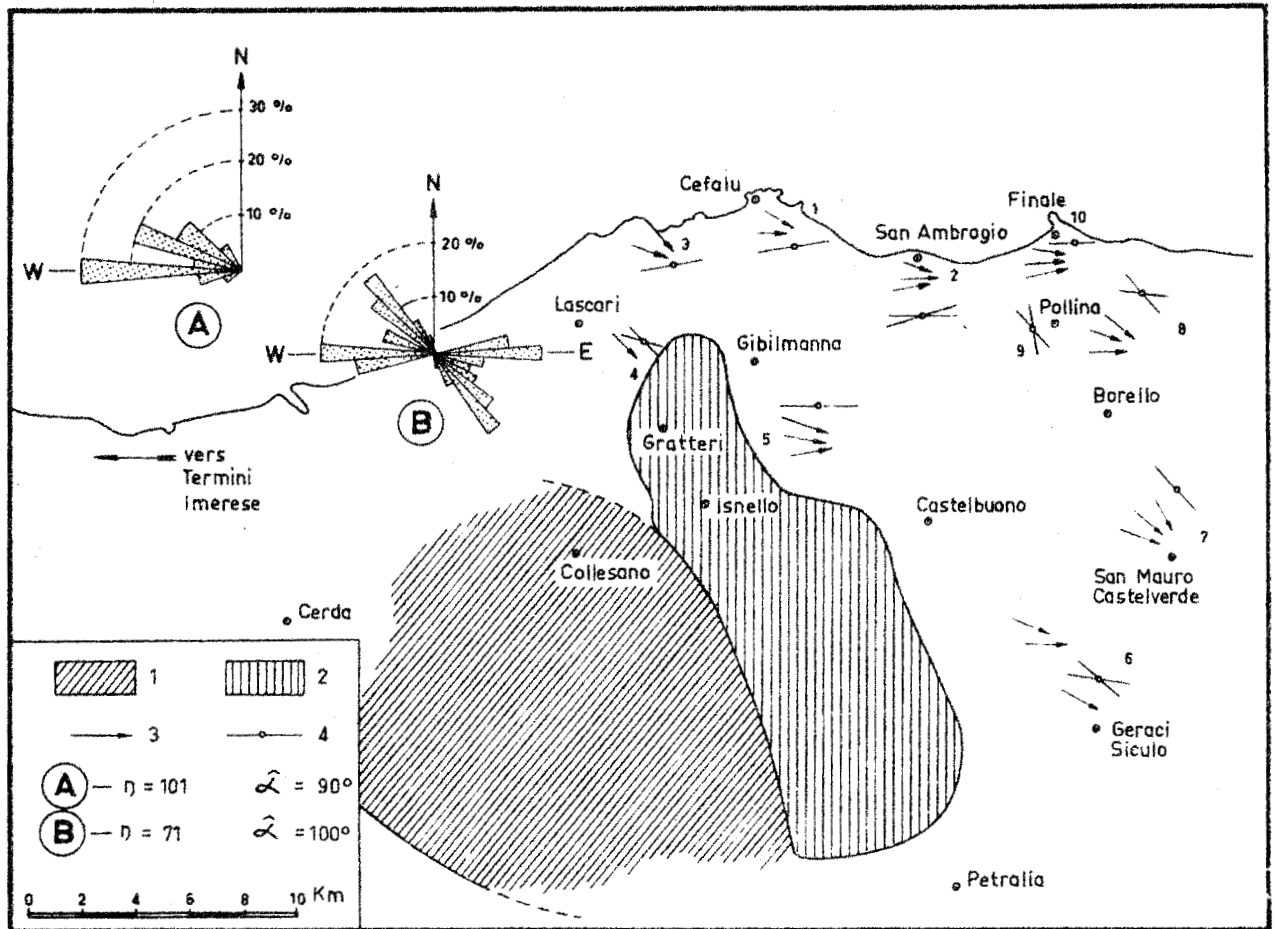 N
30 %
20 %
10 %
W
A
N
20 %
10 %
W
E
B
Cefalu
1
Finale
10
3
San Ambrogio
2
Lascari
Pollina
8
9
4
Gibilmanna
Borello
Gratteri
5
Isnello
Castelbuono
vers
Termini
Imerese
Collesano
7
San Mauro
Castelverde
Cerda
6
Geraci
Siculo
Petralia
1
2
3
4
A — η = 101 α̂ = 90°
B — η = 71 α̂ = 100°
0 2 4 6 8 10 Km